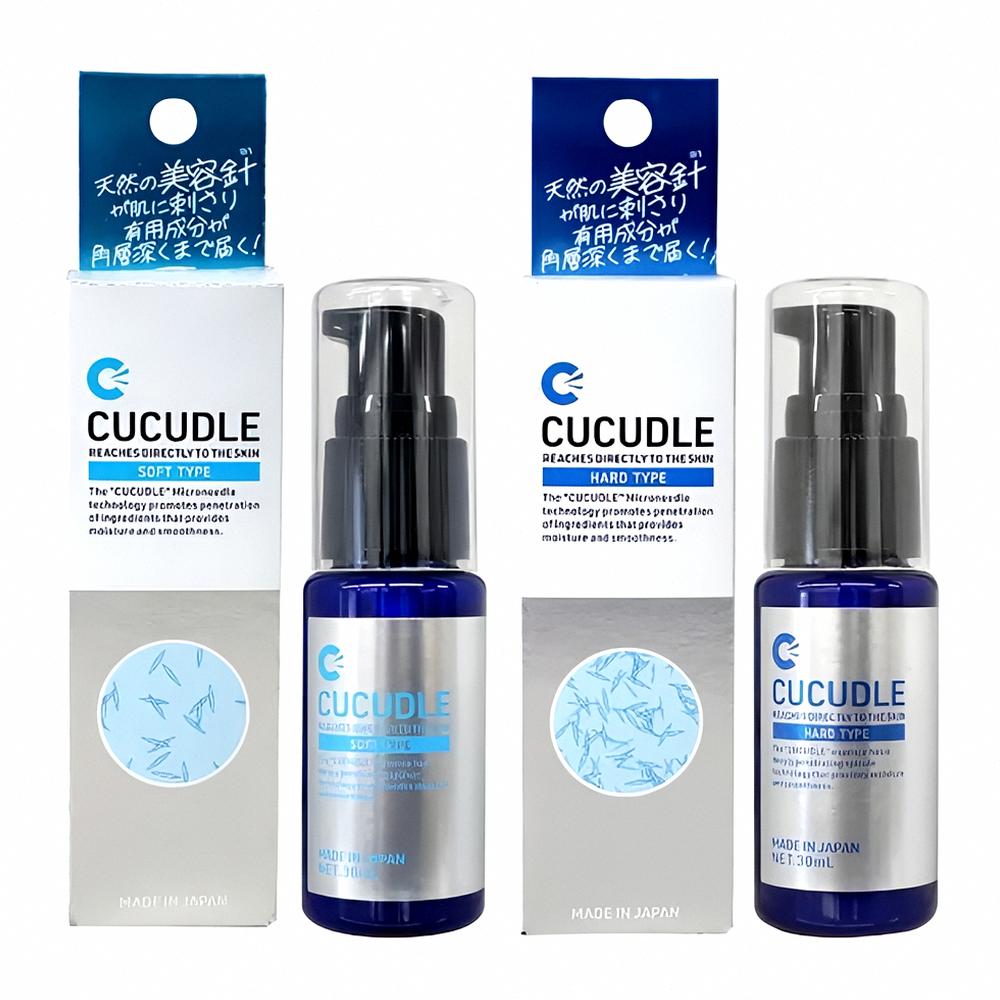 天然の美容針※1
が肌に刺さり
有用成分が
角層深くまで届く!
CUCUDLE
REACHES DIRECTLY TO THE SKIN
SOFT TYPE
The "CUCUDLE" Microneedle
technology promotes penetration
of ingredients that provides
moisture and smoothness.
MADE IN JAPAN
CUCUDLE
SOFT TYPE
MADE IN JAPAN
NET.30mL
天然の美容針※1
が肌に刺さり
有用成分が
角層深くまで届く!
CUCUDLE
REACHES DIRECTLY TO THE SKIN
HARD TYPE
The "CUCUDLE" Microneedle
technology promotes penetration
of ingredients that provides
moisture and smoothness.
MADE IN JAPAN
CUCUDLE
REACHES DIRECTLY TO THE SKIN
HARD TYPE
MADE IN JAPAN
NET.30mL